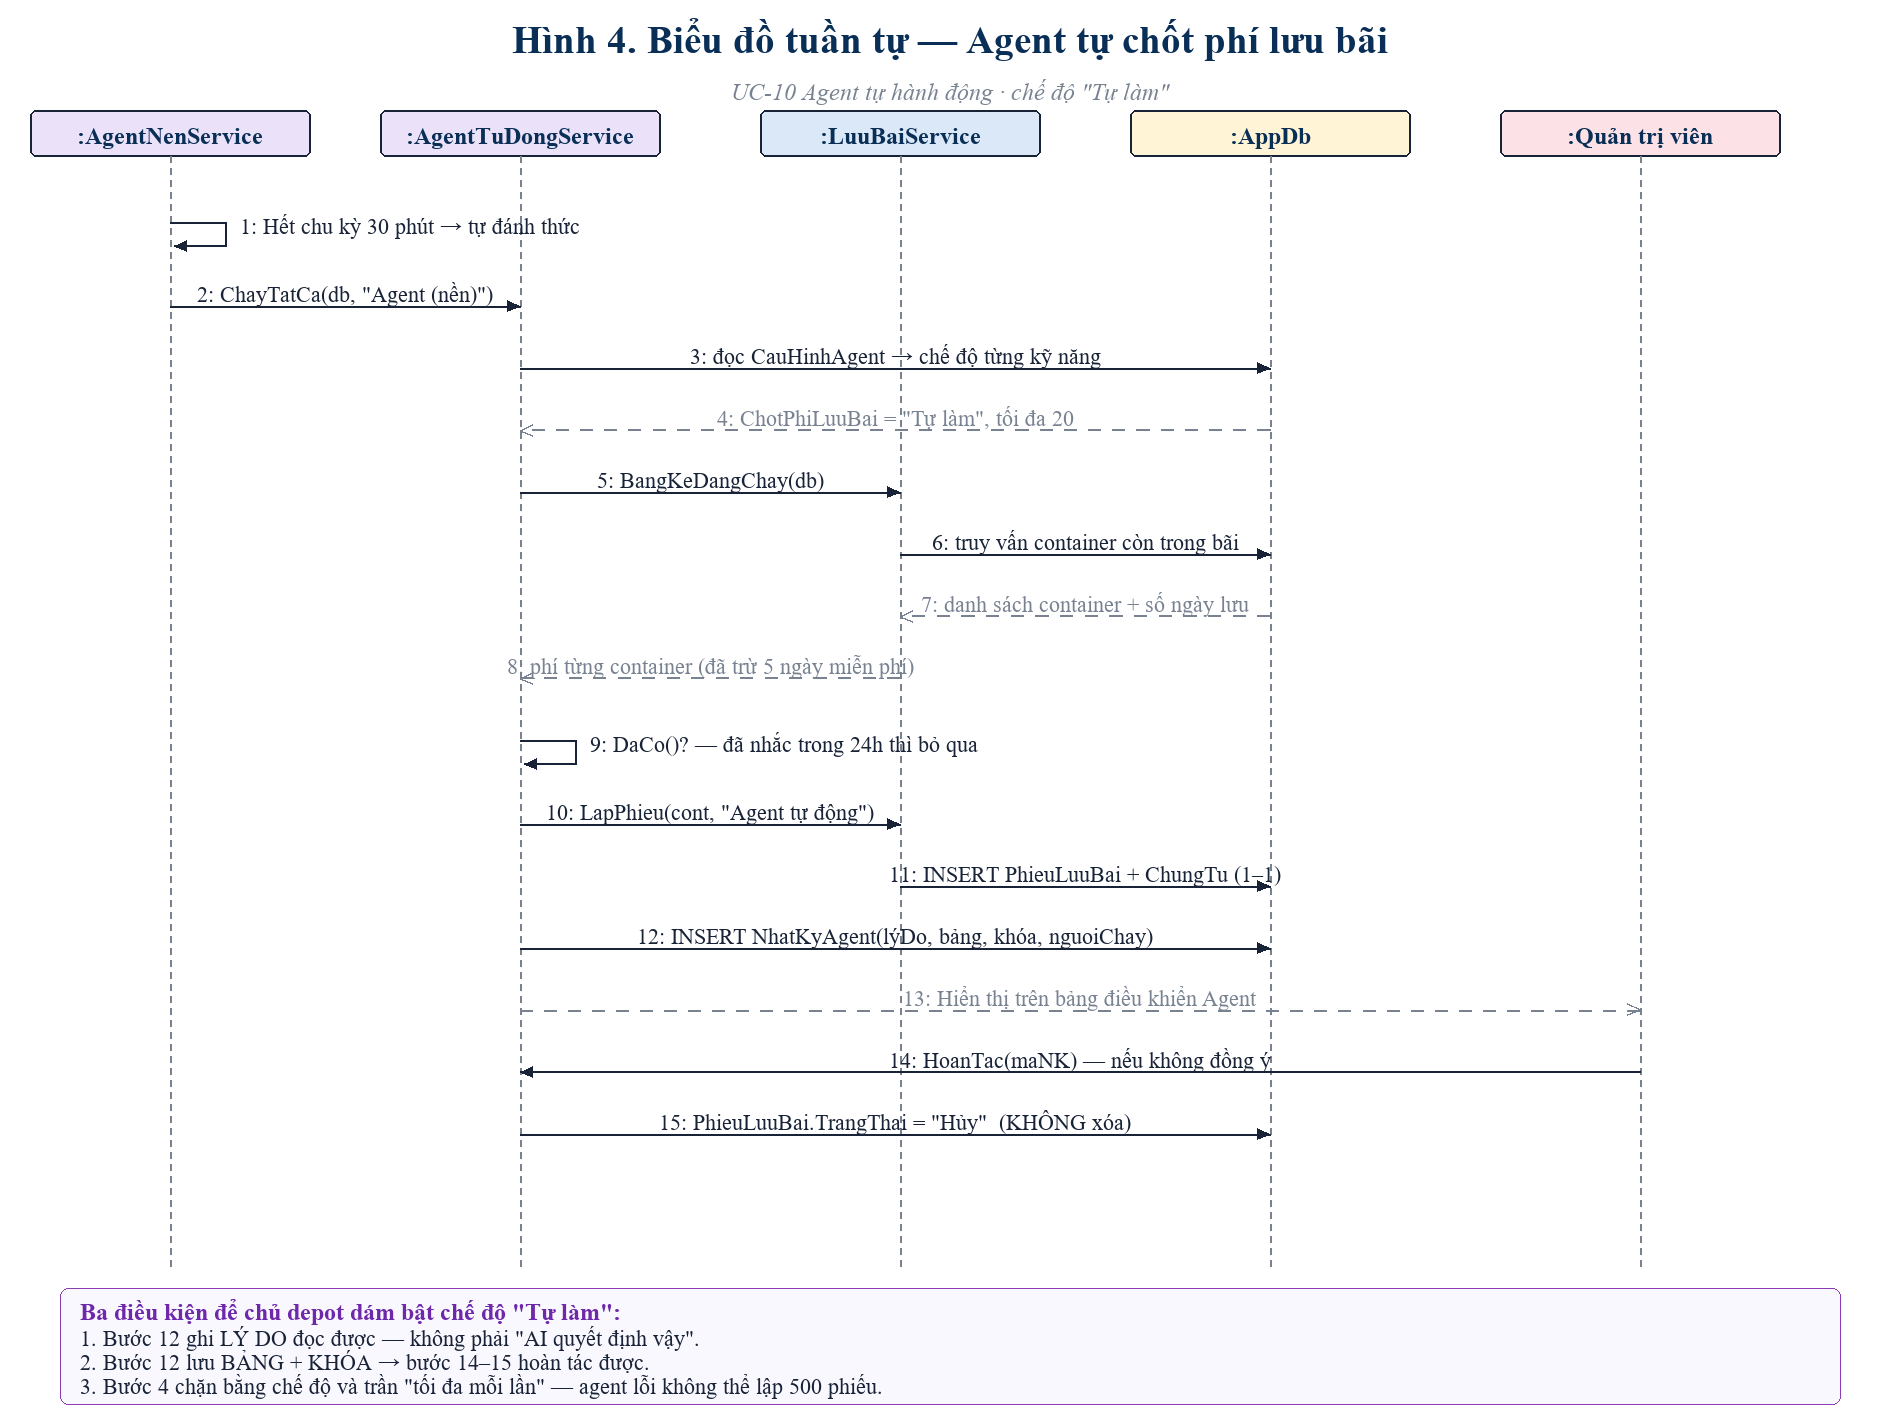 Hình 4. Biểu đồ tuần tự — Agent tự chốt phí lưu bãi
UC-10 Agent tự hành động · chế độ "Tự làm"
:AgentNenService
:AgentTuDongService
:LuuBaiService
:AppDb
:Quản trị viên
1: Hết chu kỳ 30 phút → tự đánh thức
2: ChayTatCa(db, "Agent (nền)")
3: đọc CauHinhAgent → chế độ từng kỹ năng
4: ChotPhiLuuBai = "Tự làm", tối đa 20
5: BangKeDangChay(db)
6: truy vấn container còn trong bãi
7: danh sách container + số ngày lưu
8: phí từng container (đã trừ 5 ngày miễn phí)
9: DaCo()? — đã nhắc trong 24h thì bỏ qua
10: LapPhieu(cont, "Agent tự động")
11: INSERT PhieuLuuBai + ChungTu (1–1)
12: INSERT NhatKyAgent(lýDo, bảng, khóa, nguoiChay)
13: Hiển thị trên bảng điều khiển Agent
14: HoanTac(maNK) — nếu không đồng ý
15: PhieuLuuBai.TrangThai = "Hủy" (KHÔNG xóa)
Ba điều kiện để chủ depot dám bật chế độ "Tự làm":
1. Bước 12 ghi LÝ DO đọc được — không phải "AI quyết định vậy".
2. Bước 12 lưu BẢNG + KHÓA → bước 14–15 hoàn tác được.
3. Bước 4 chặn bằng chế độ và trần "tối đa mỗi lần" — agent lỗi không thể lập 500 phiếu.